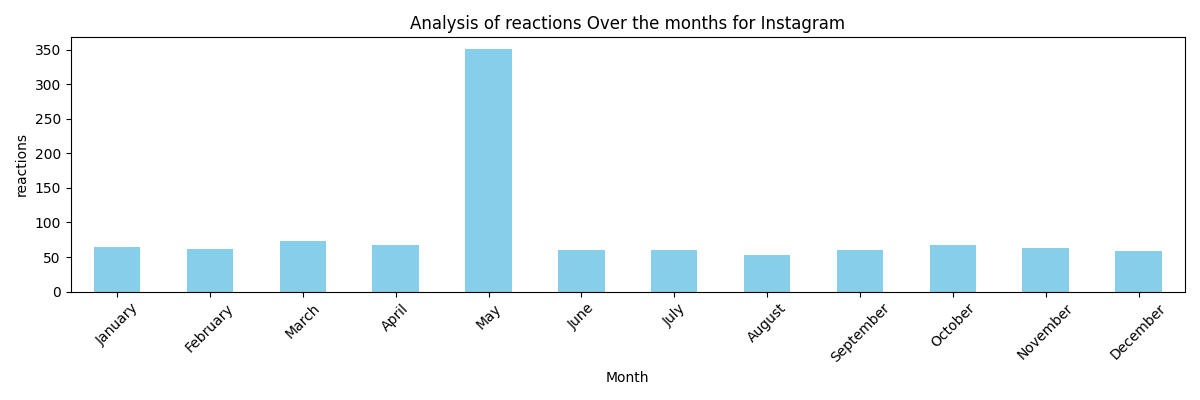 Analysis of reactions Over the months for Instagram
reactions
350
300
250
200
150
100
50
0
January
February
March
April
May
June
July
August
September
October
November
December
Month